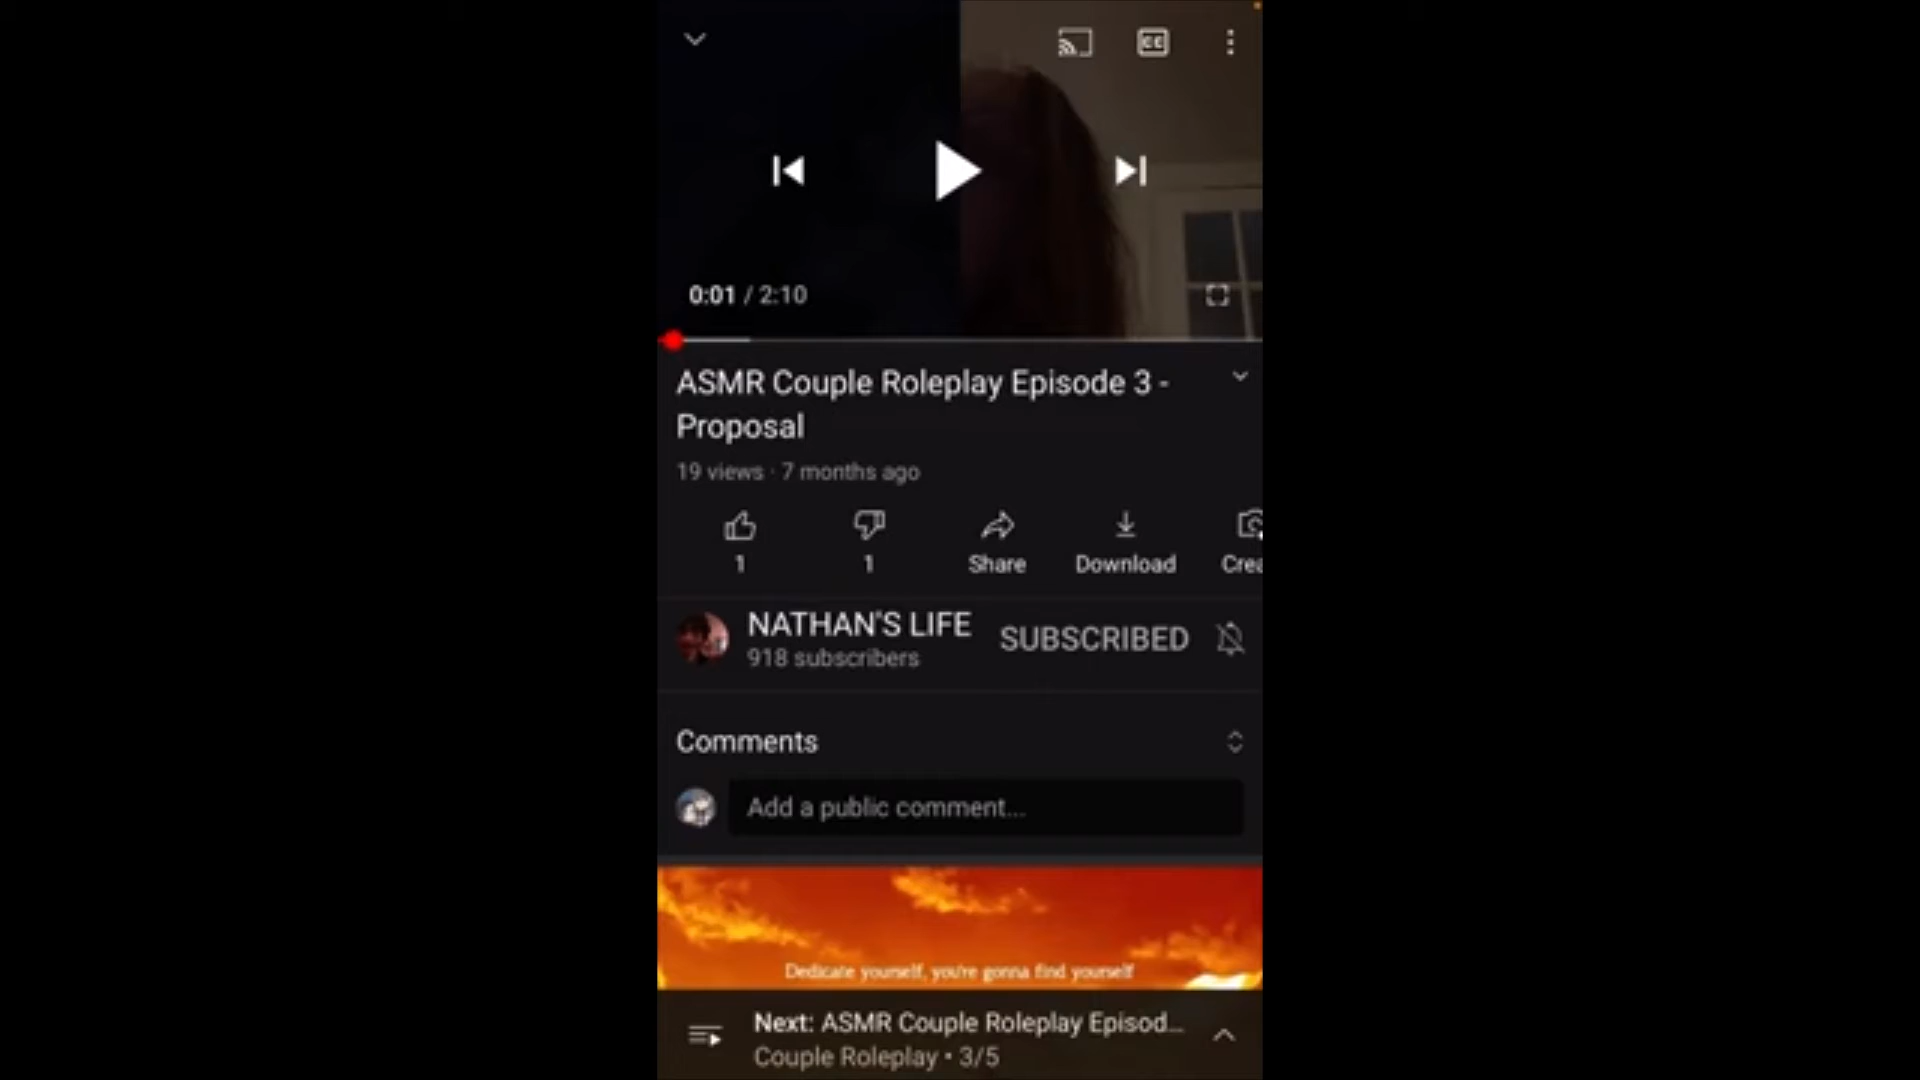 CC
0:01 / 2:10
ASMR Couple Roleplay Episode 3 -
Proposal
19 views · 7 months ago
1
1
Share
Download
Crea
NATHAN'S LIFE
918 subscribers
SUBSCRIBED
Comments
Add a public comment...
Dedicate yourself, you're gonna find yourself
Next: ASMR Couple Roleplay Episod...
Couple Roleplay • 3/5